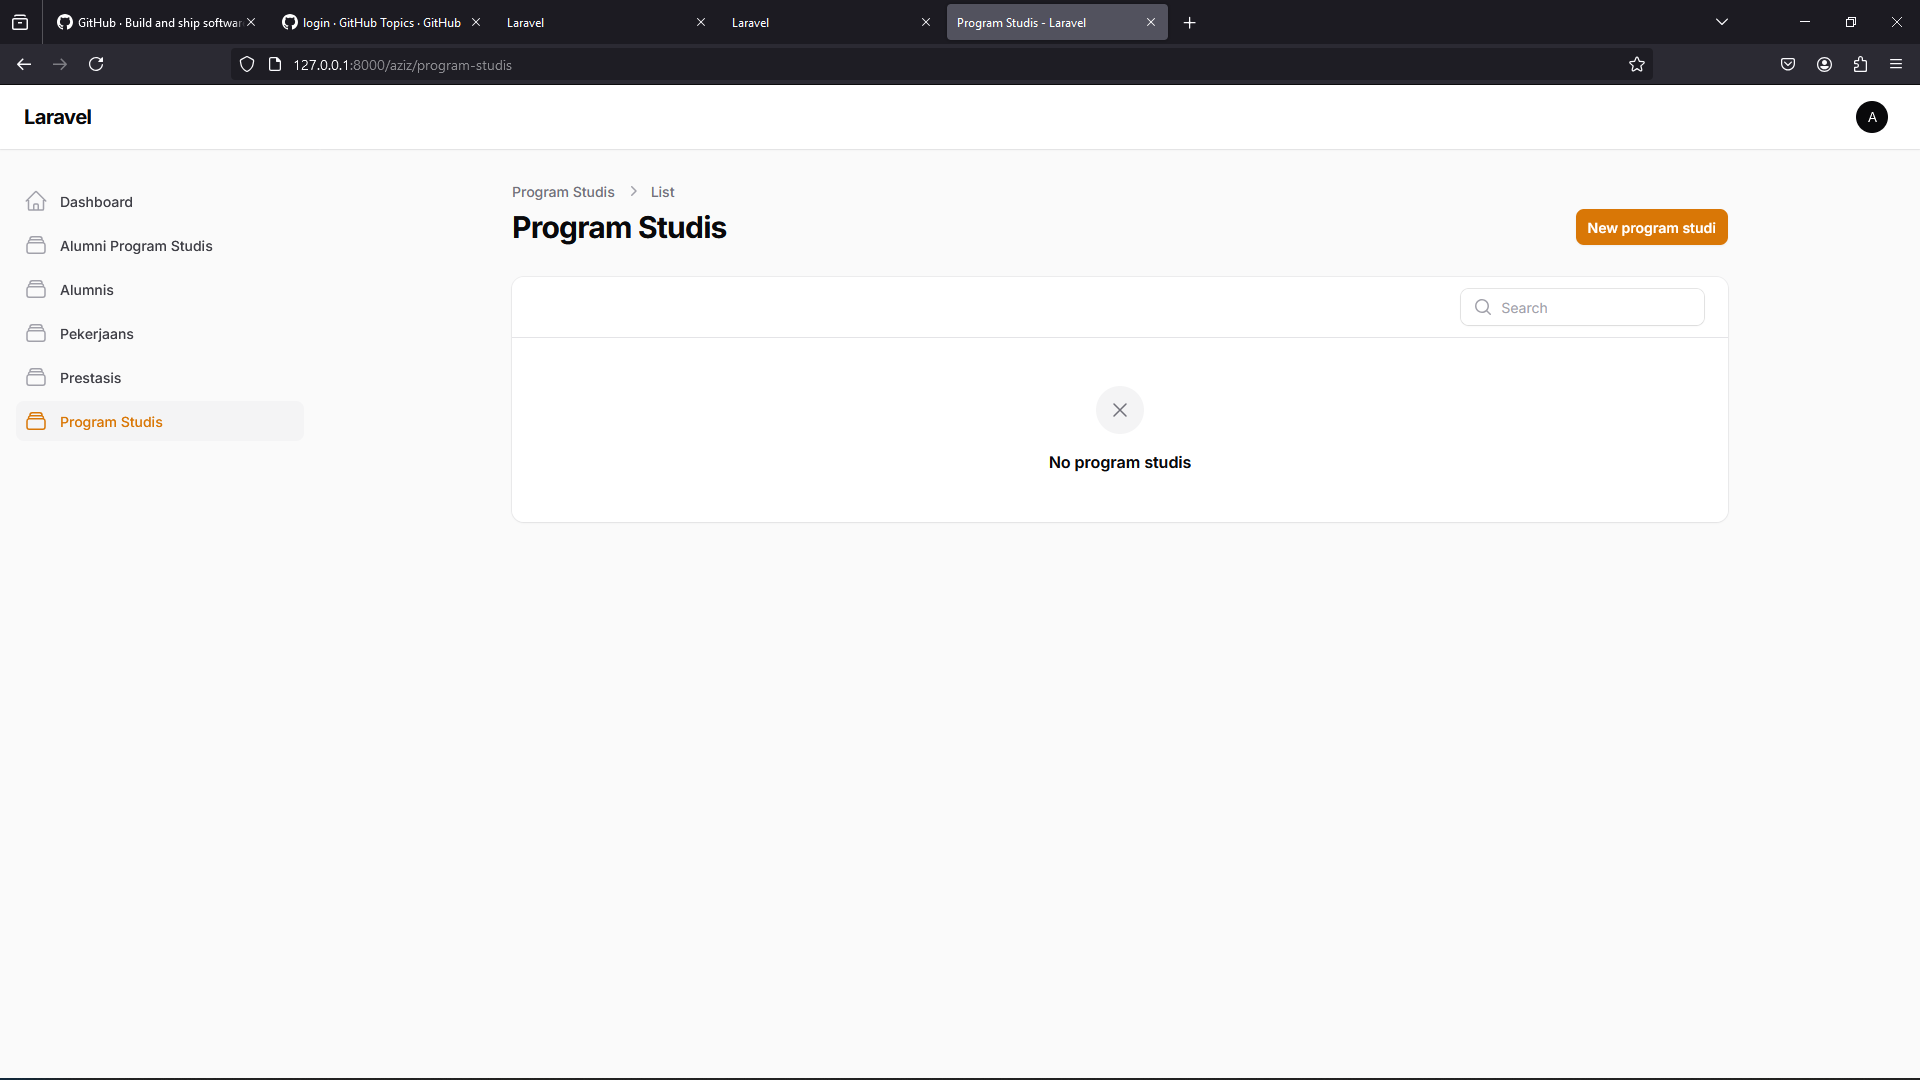 GitHub · Build and ship softwar
login · GitHub Topics · GitHub
Laravel
Laravel
Program Studis - Laravel
127.0.0.1:8000/aziz/program-studis
Laravel
A
Dashboard
Alumni Program Studis
Alumnis
Pekerjaans
Prestasis
Program Studis
Program Studis
List
Program Studis
New program studi
Search
No program studis